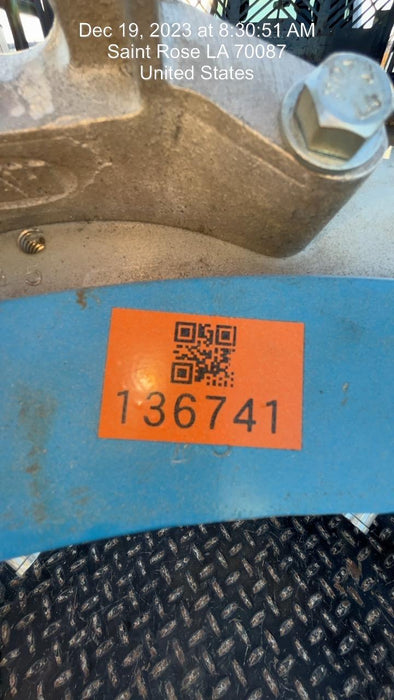 Dec 19, 2023 at 8:30:51 AM
Saint Rose LA 70087
United States
136741